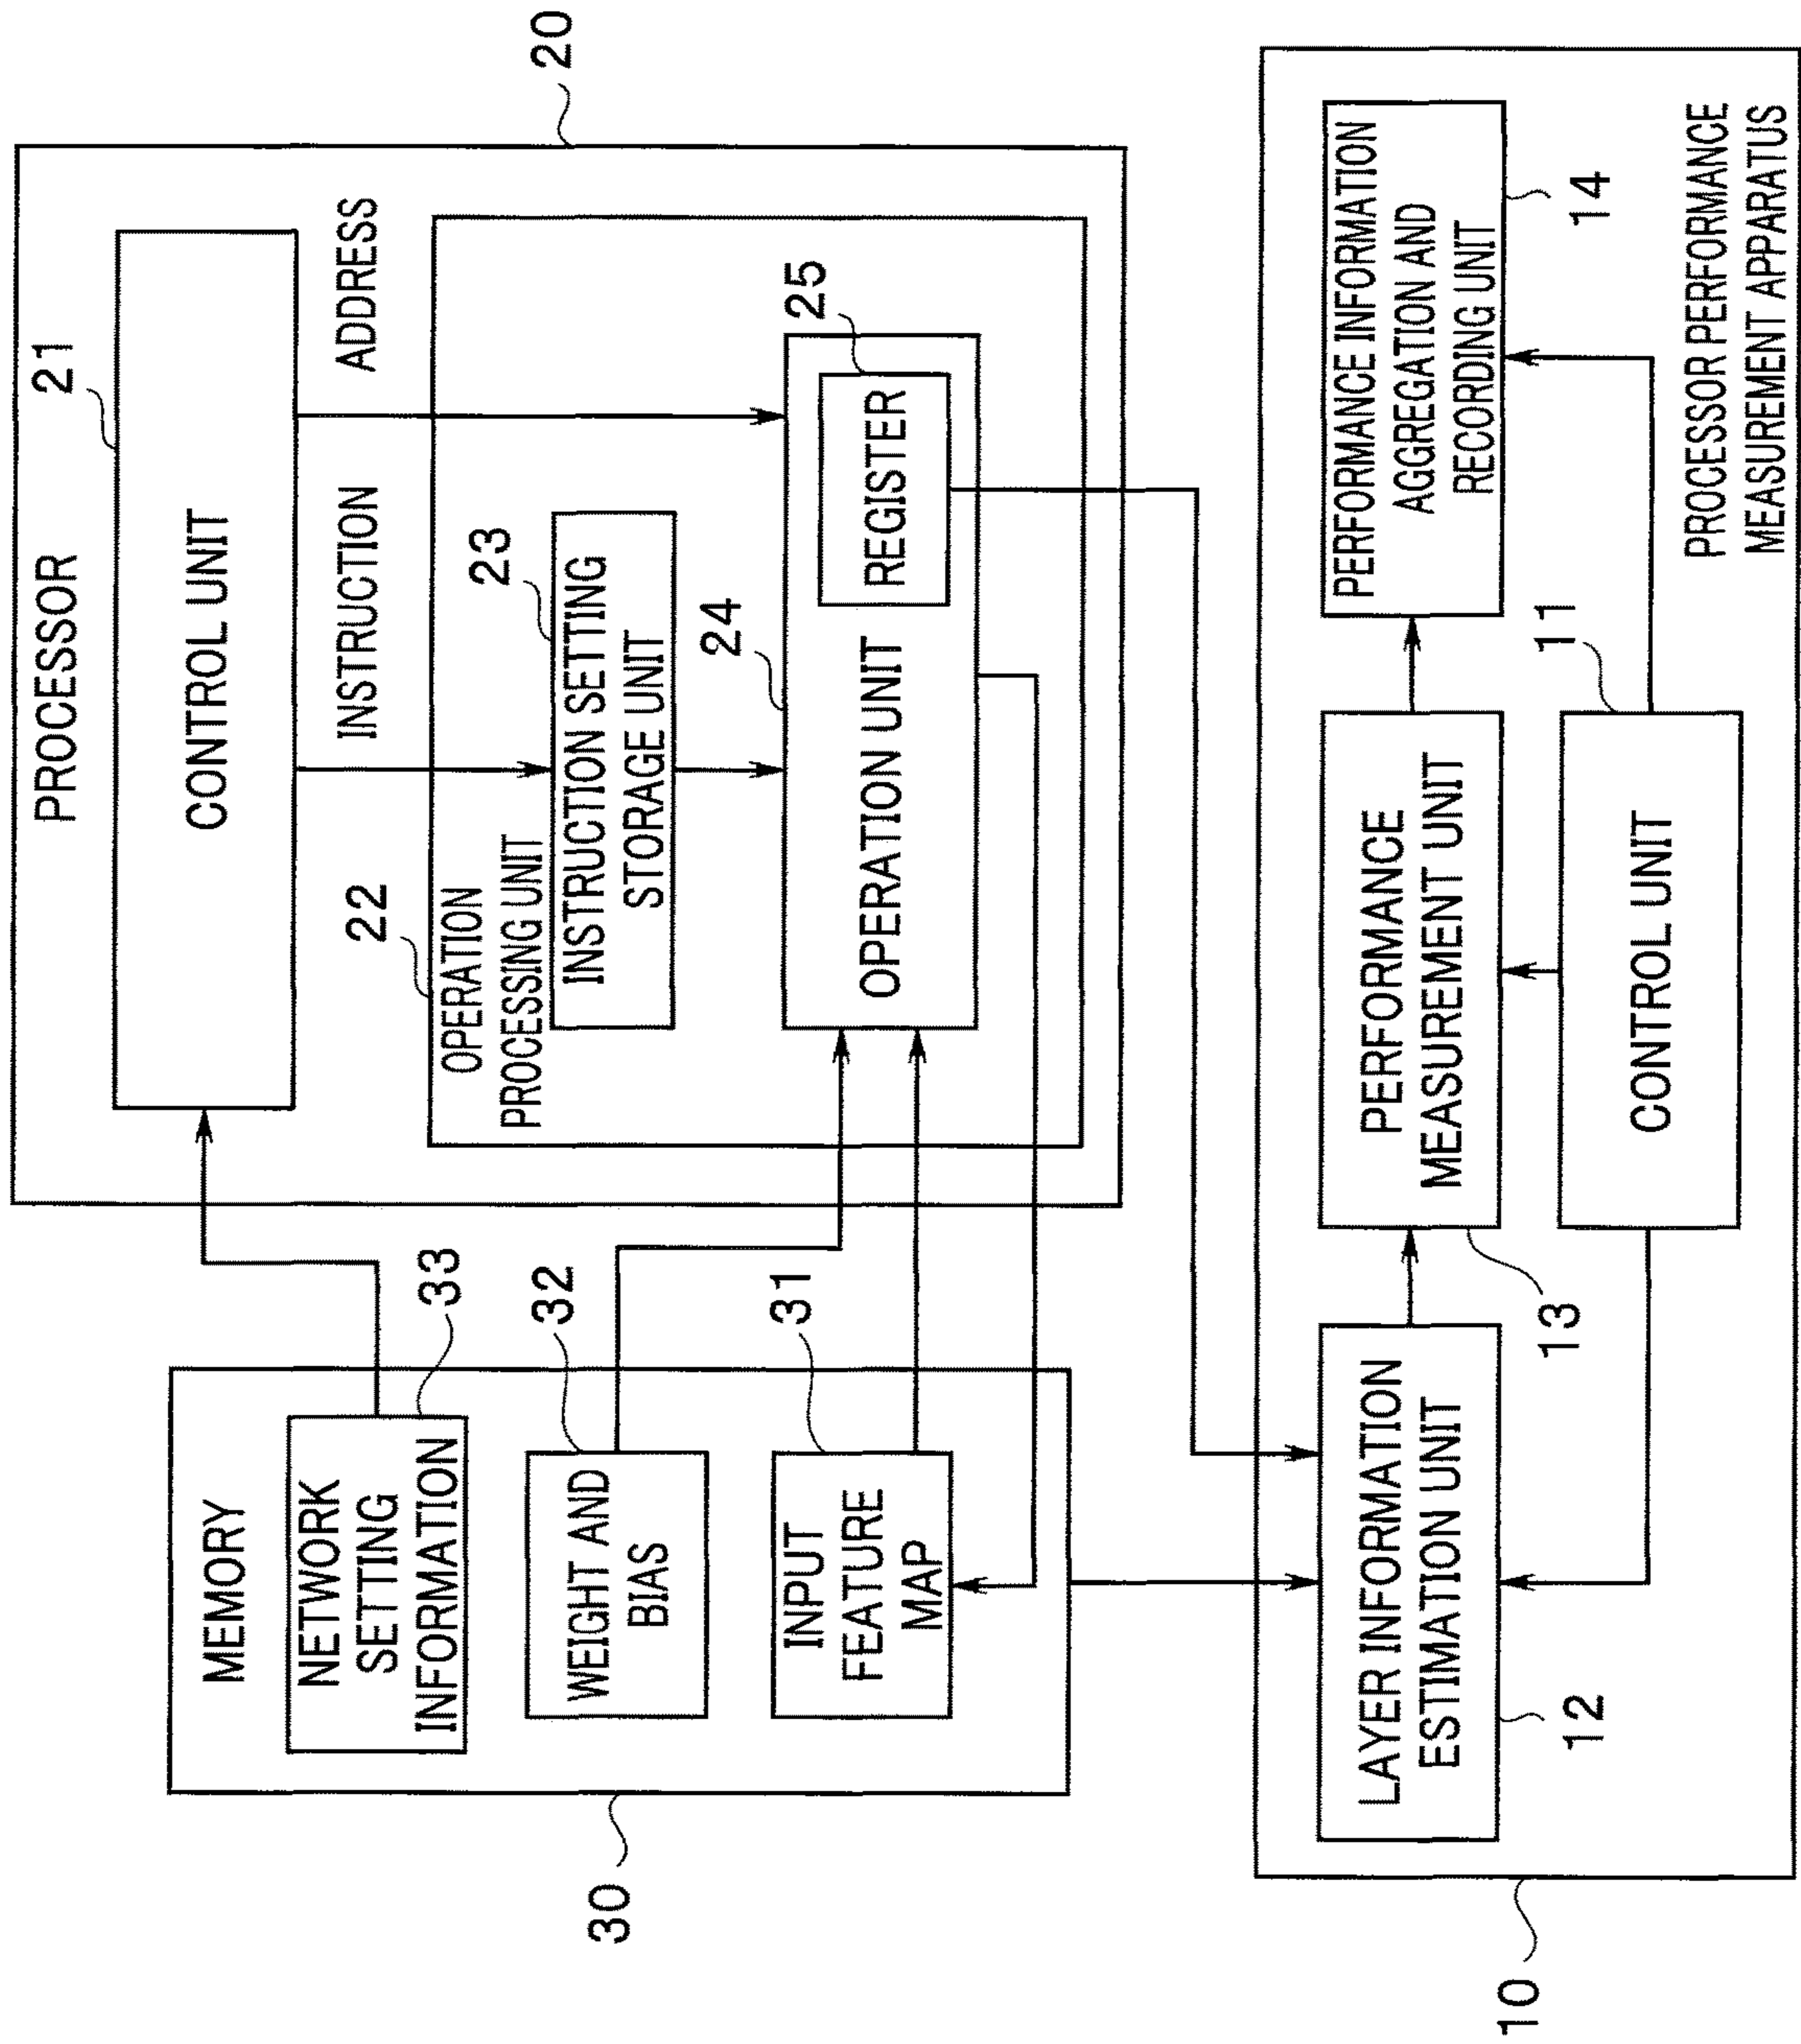 PROCESSOR
20
21
CONTROL UNIT
INSTRUCTION
ADDRESS
22
OPERATION
PROCESSING UNIT
23
INSTRUCTION SETTING
STORAGE UNIT
24
OPERATION UNIT
25
REGISTER
30
MEMORY
33
NETWORK
SETTING
INFORMATION
32
WEIGHT AND
BIAS
31
INPUT
FEATURE
MAP
10
12
LAYER INFORMATION
ESTIMATION UNIT
13
PERFORMANCE
MEASUREMENT UNIT
14
PERFORMANCE INFORMATION
AGGREGATION AND
RECORDING UNIT
11
CONTROL UNIT
PROCESSOR PERFORMANCE
MEASUREMENT APPARATUS